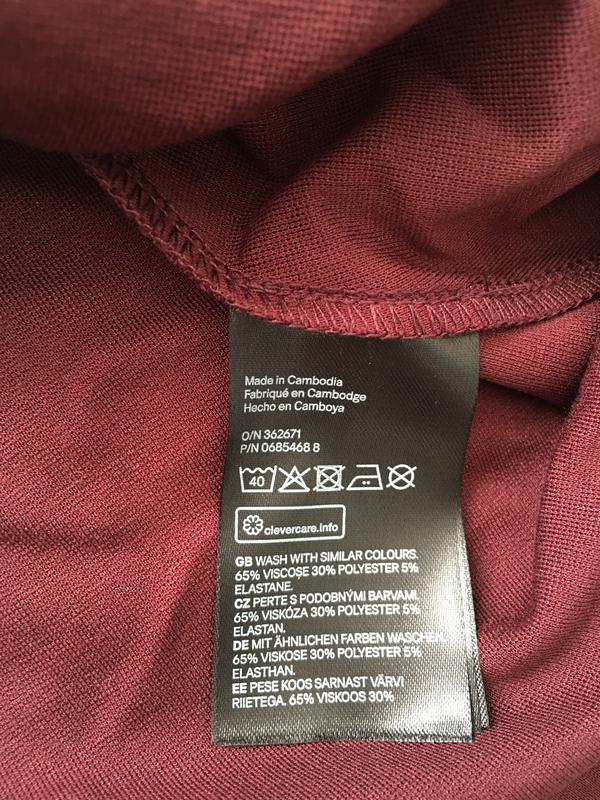 Made in Cambodia
Fabriqué en Cambodge
Hecho en Camboya
O/N 362671
P/N 0685468 8
40
clevercare.info
GB WASH WITH SIMILAR COLOURS.
65% VISCOSE 30% POLYESTER 5%
ELASTANE.
CZ PERTE S PODOBNÝMI BARVAMI.
65% VISKÓZA 30% POLYESTER 5%
ELASTAN.
DE MIT ÄHNLICHEN FARBEN WASCHEN.
65% VISKOSE 30% POLYESTER 5%
ELASTHAN.
EE PESE KOOS SARNAST VÄRVI
RIIETEGA. 65% VISKOOS 30%